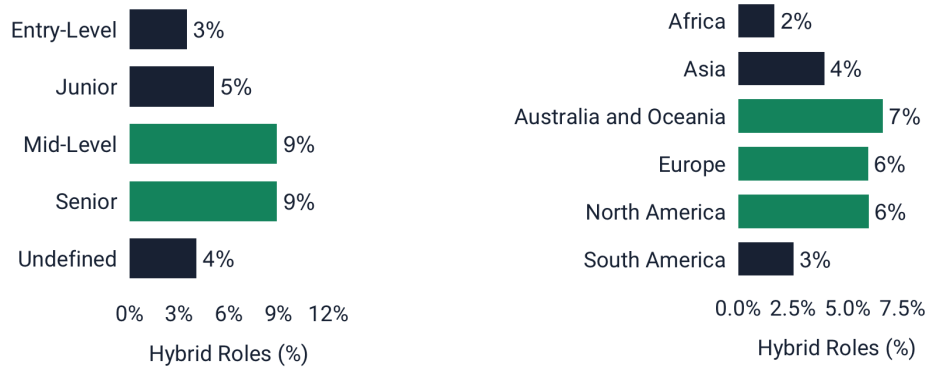 Entry-Level 3%
Junior 5%
Mid-Level 9%
Senior 9%
Undefined 4%
0% 3% 6% 9% 12%
Hybrid Roles (%)
Africa 2%
Asia 4%
Australia and Oceania 7%
Europe 6%
North America 6%
South America 3%
0.0% 2.5% 5.0% 7.5%
Hybrid Roles (%)